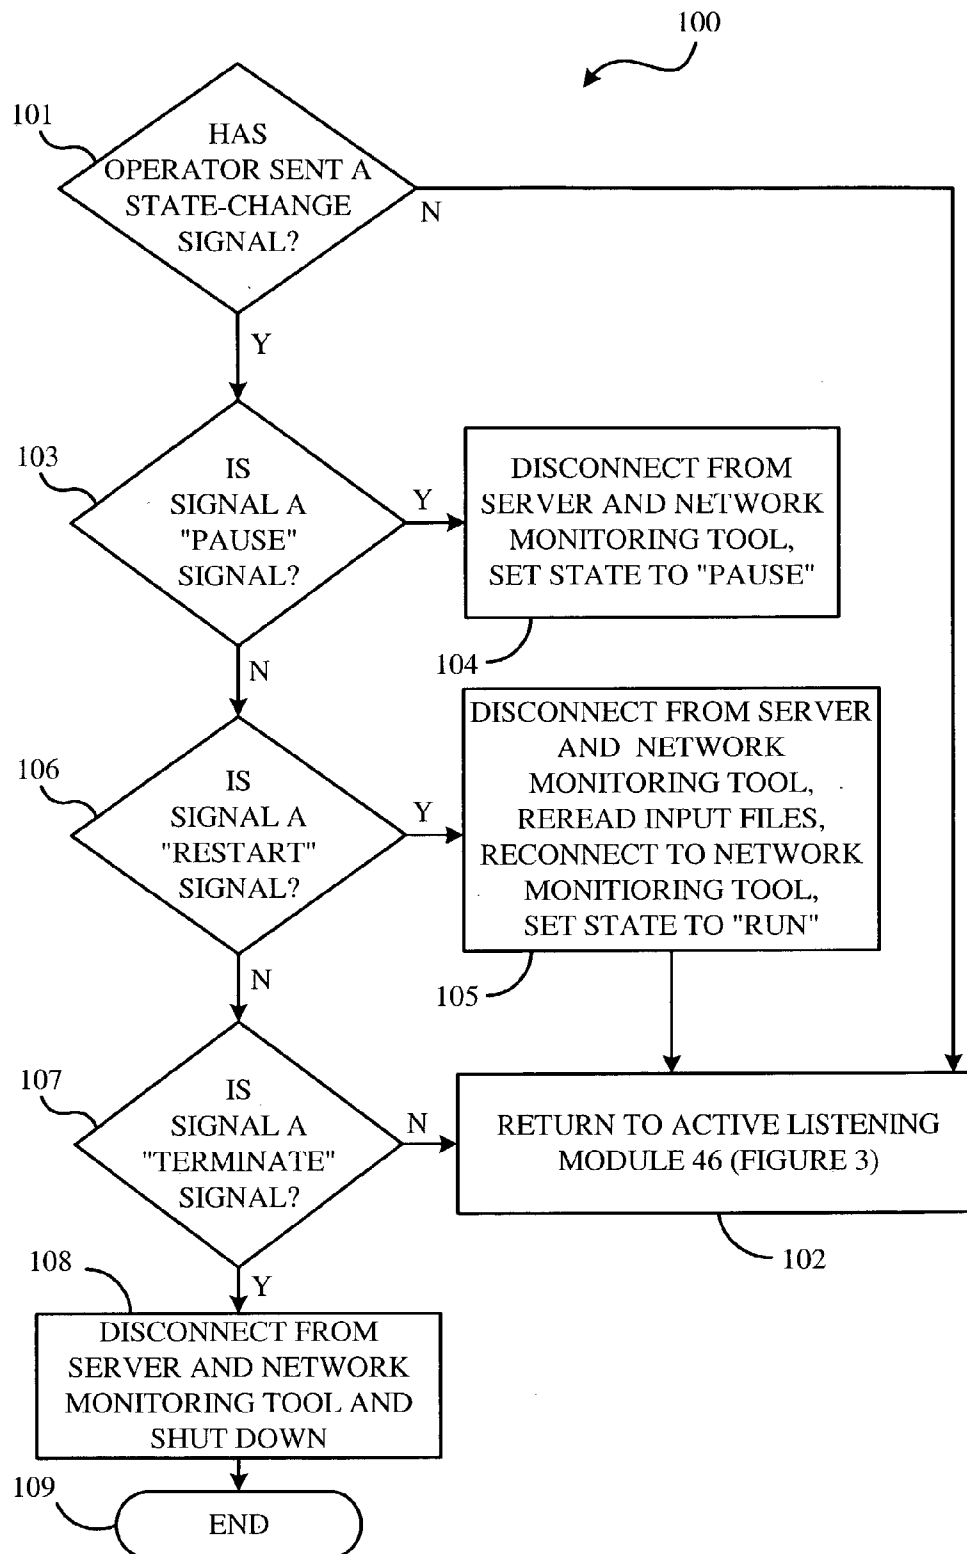 100
101
HAS
OPERATOR SENT A
STATE-CHANGE
SIGNAL?
N
Y
103
IS
SIGNAL A
"PAUSE"
SIGNAL?
Y
DISCONNECT FROM
SERVER AND NETWORK
MONITORING TOOL,
SET STATE TO "PAUSE"
104
N
106
IS
SIGNAL A
"RESTART"
SIGNAL?
Y
DISCONNECT FROM SERVER
AND NETWORK
MONITORING TOOL,
REREAD INPUT FILES,
RECONNECT TO NETWORK
MONITIORING TOOL,
SET STATE TO "RUN"
105
N
107
IS
SIGNAL A
"TERMINATE"
SIGNAL?
N
RETURN TO ACTIVE LISTENING
MODULE 46 (FIGURE 3)
102
Y
108
DISCONNECT FROM
SERVER AND NETWORK
MONITORING TOOL AND
SHUT DOWN
109
END